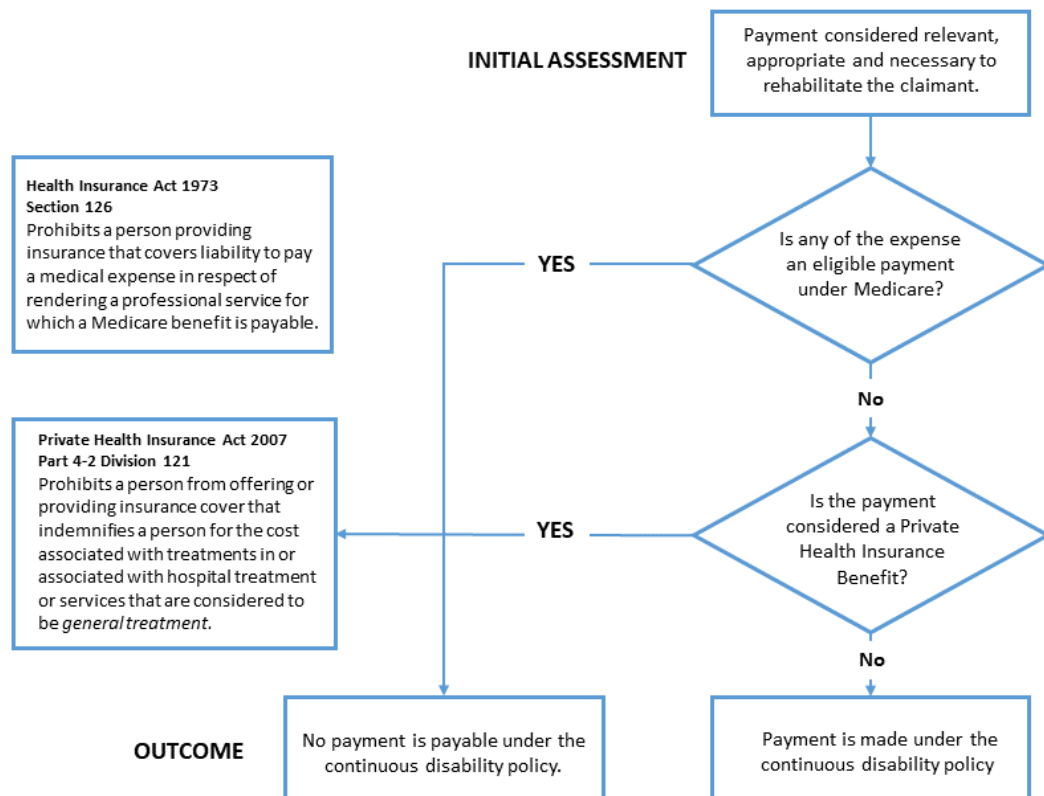 INITIAL ASSESSMENT
Payment considered relevant,
appropriate and necessary to
rehabilitate the claimant.
Health Insurance Act 1973
Section 126
Prohibits a person providing
insurance that covers liability to pay
a medical expense in respect of
rendering a professional service for
which a Medicare benefit is payable.
YES
Is any of the expense
an eligible payment
under Medicare?
No
Private Health Insurance Act 2007
Part 4-2 Division 121
Prohibits a person from offering or
providing insurance cover that
indemnifies a person for the cost
associated with treatments in or
associated with hospital treatment
or services that are considered to
be general treatment.
YES
Is the payment
considered a Private
Health Insurance
Benefit?
No
OUTCOME
No payment is payable under the
continuous disability policy.
Payment is made under the
continuous disability policy